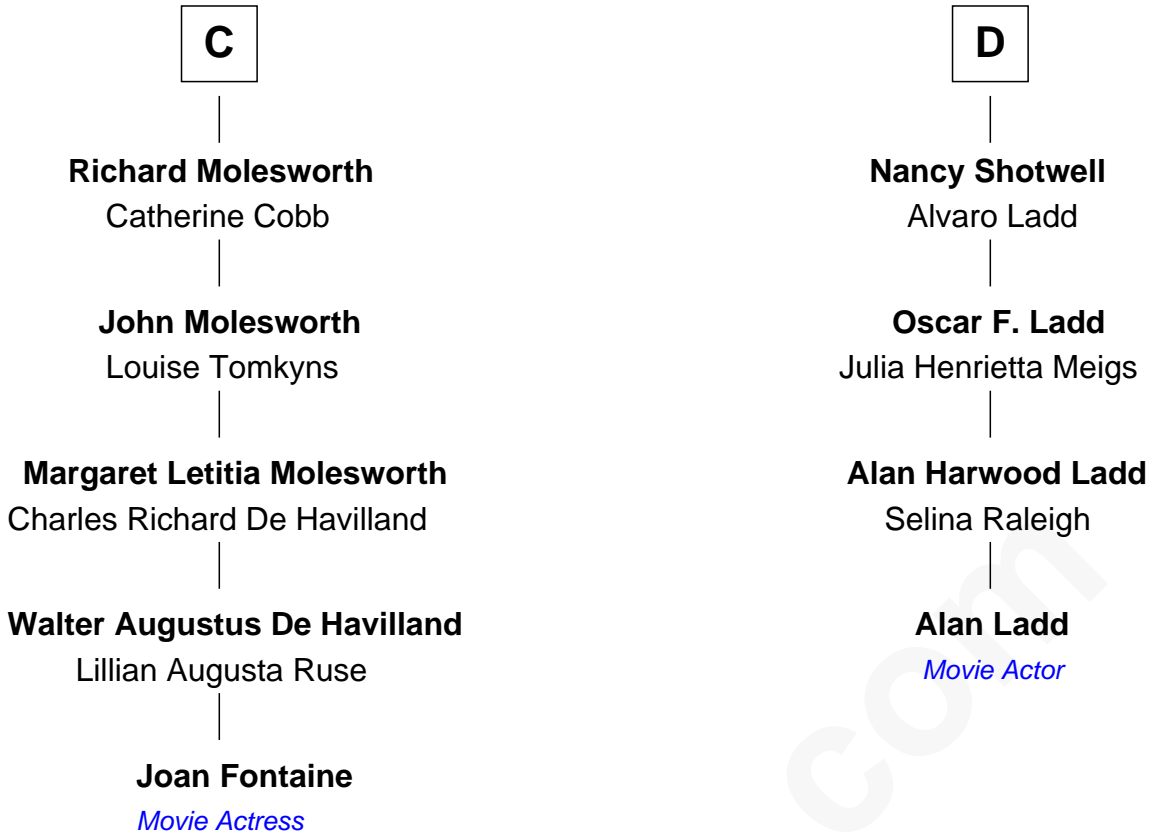 C
Richard Molesworth
Catherine Cobb
John Molesworth
Louise Tomkyns
Margaret Letitia Molesworth
Charles Richard De Havilland
Walter Augustus De Havilland
Lillian Augusta Ruse
Joan Fontaine
Movie Actress
D
Nancy Shotwell
Alvaro Ladd
Oscar F. Ladd
Julia Henrietta Meigs
Alan Harwood Ladd
Selina Raleigh
Alan Ladd
Movie Actor
com